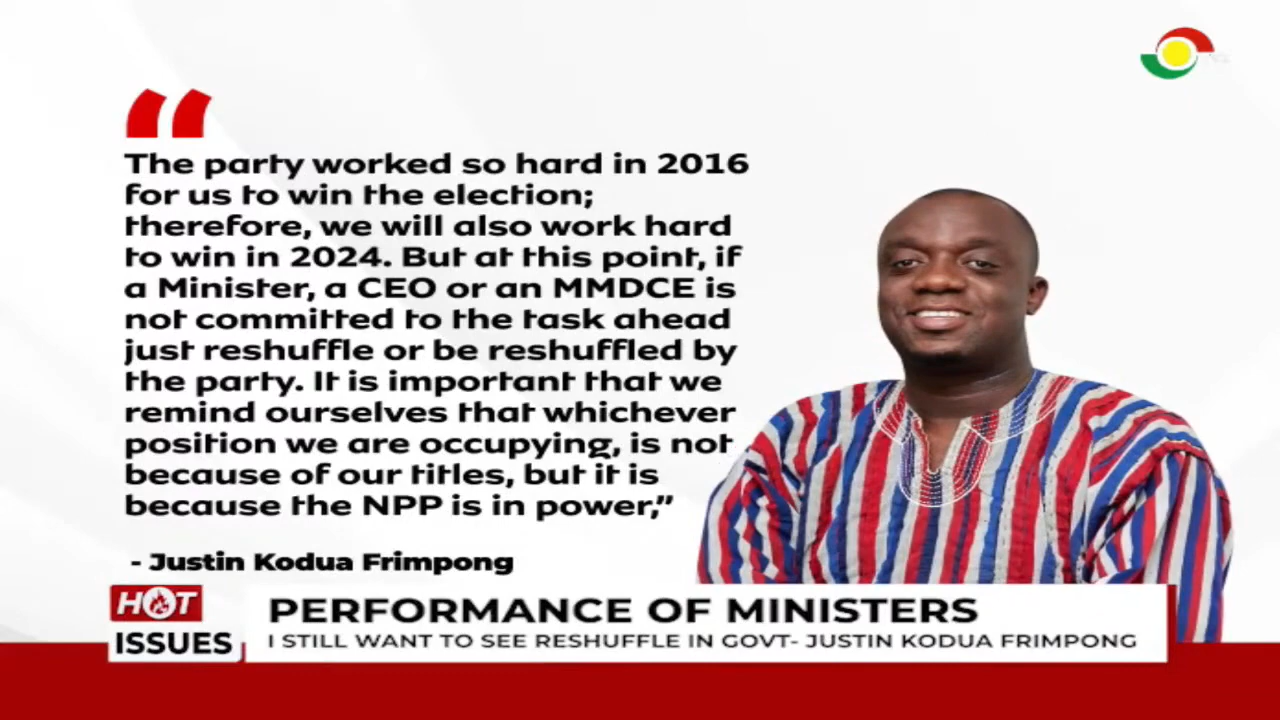 The party worked so hard in 2016
for us to win the election;
therefore, we will also work hard
to win in 2024. But at this point, if
a Minister, a CEO or an MMDCE is
not committed to the task ahead
just reshuffle or be reshuffled by
the party. It is important that we
remind ourselves that whichever
position we are occupying, is not
because of our titles, but it is
because the NPP is in power,”
- Justin Kodua Frimpong
HOT
ISSUES
PERFORMANCE OF MINISTERS
I STILL WANT TO SEE RESHUFFLE IN GOVT- JUSTIN KODUA FRIMPONG